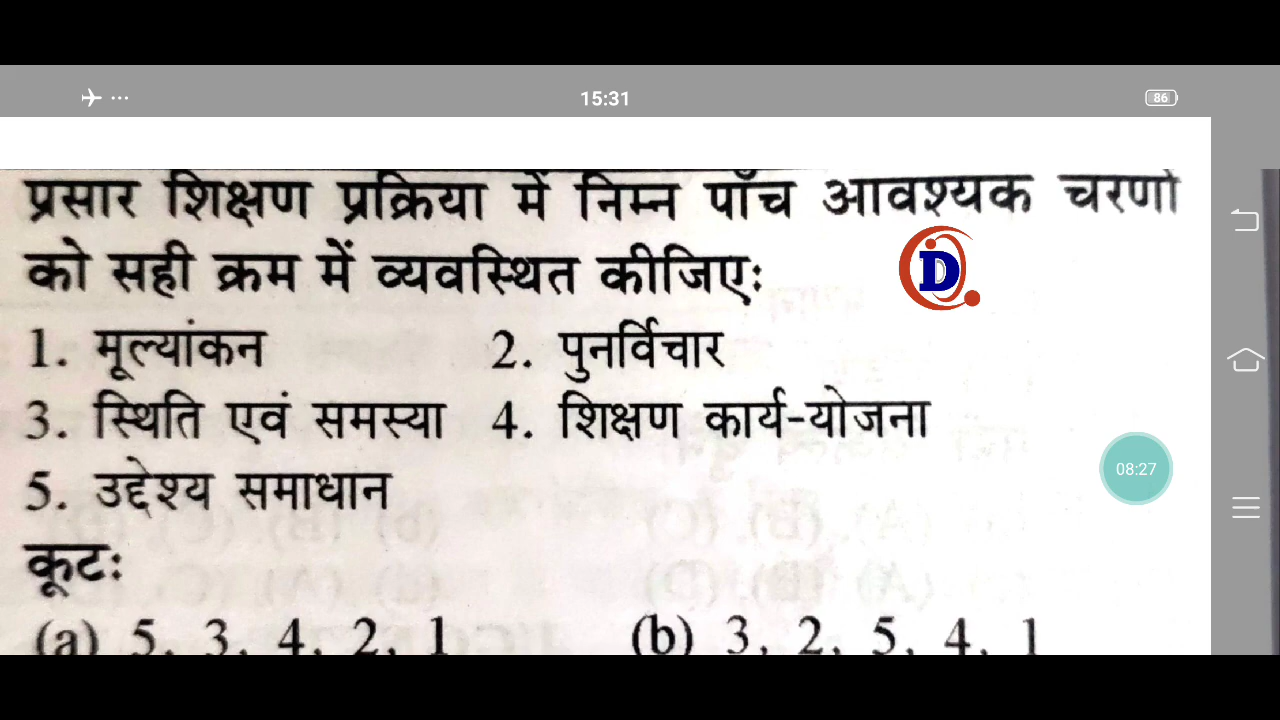 15:31
86
प्रसार शिक्षण प्रक्रिया में निम्न पाँच आवश्यक चरणों
को सही क्रम में व्यवस्थित कीजिएः
D
1. मूल्यांकन 2. पुनर्विचार
3. स्थिति एवं समस्या 4. शिक्षण कार्य-योजना
08:27
5. उद्देश्य समाधान
कूटः
(a) 5, 3, 4, 2, 1 (b) 3, 2, 5, 4, 1